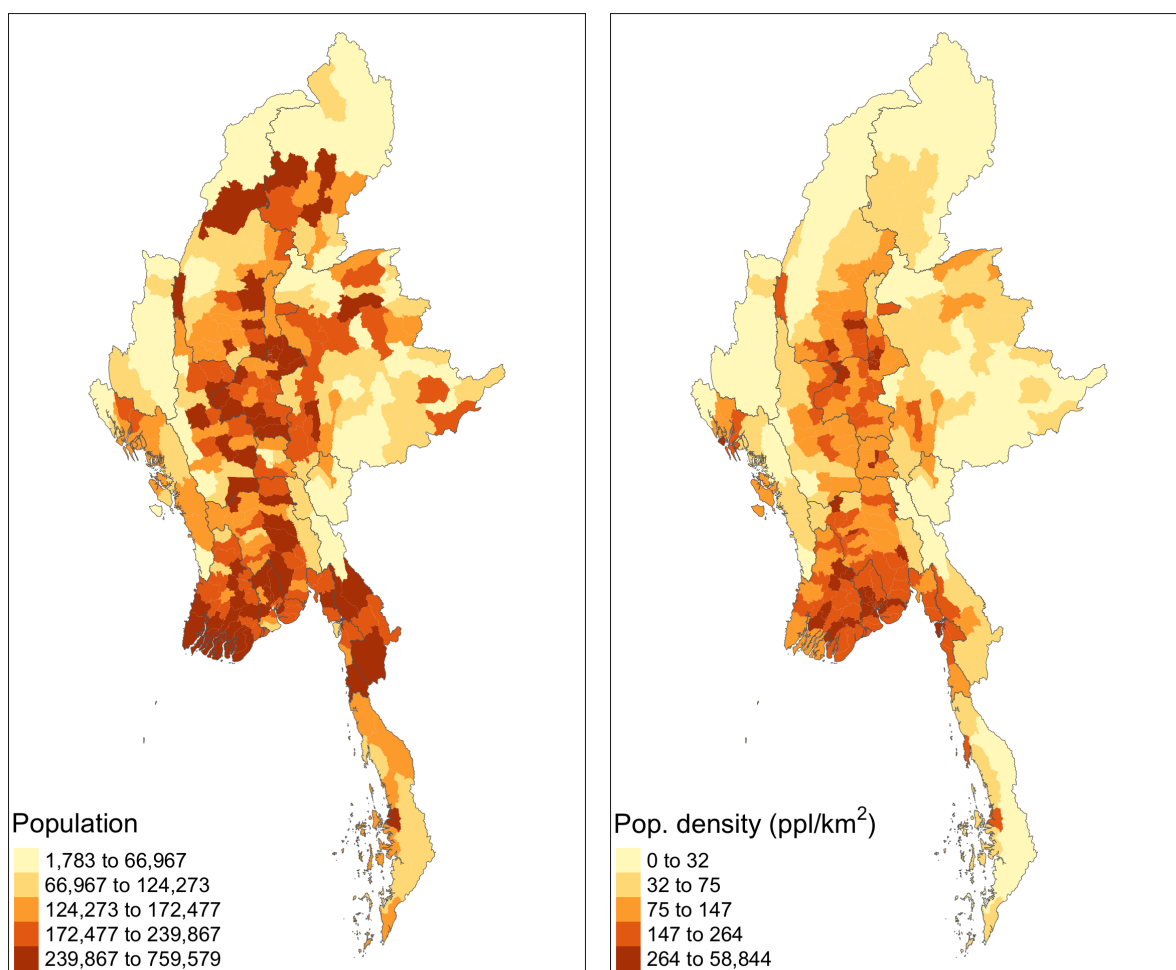 Population
1,783 to 66,967
66,967 to 124,273
124,273 to 172,477
172,477 to 239,867
239,867 to 759,579
Pop. density (ppl/km²)
0 to 32
32 to 75
75 to 147
147 to 264
264 to 58,844